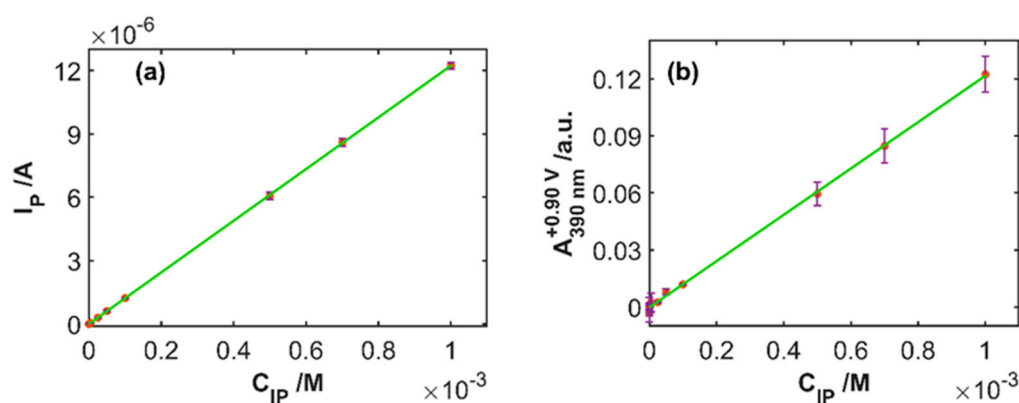 ×10⁻⁶
(a)
12
9
6
3
0
I_P /A
0 0.2 0.4 0.6 0.8 1
C_IP /M ×10⁻³
(b)
0.12
0.09
0.06
0.03
0
A^+0.90 V_390 nm /a.u.
0 0.2 0.4 0.6 0.8 1
C_IP /M ×10⁻³